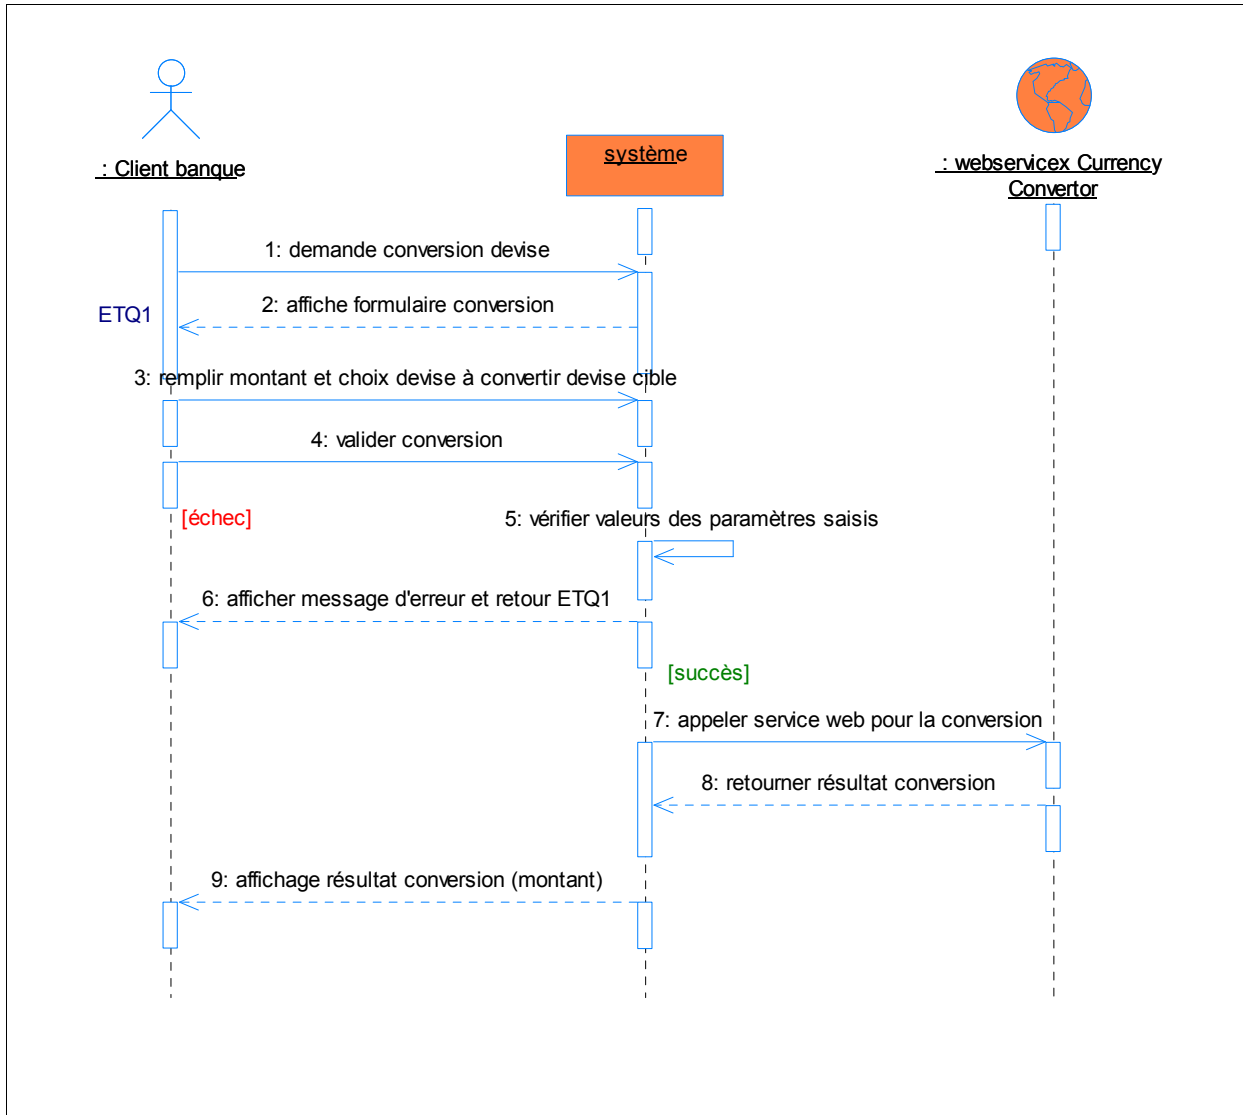 : Client banque
système
: webservicex Currency
Convertor
1: demande conversion devise
2: affiche formulaire conversion
ETQ1
3: remplir montant et choix devise à convertir devise cible
4: valider conversion
[échec]
5: vérifier valeurs des paramètres saisis
6: afficher message d'erreur et retour ETQ1
[succès]
7: appeler service web pour la conversion
8: retourner résultat conversion
9: affichage résultat conversion (montant)